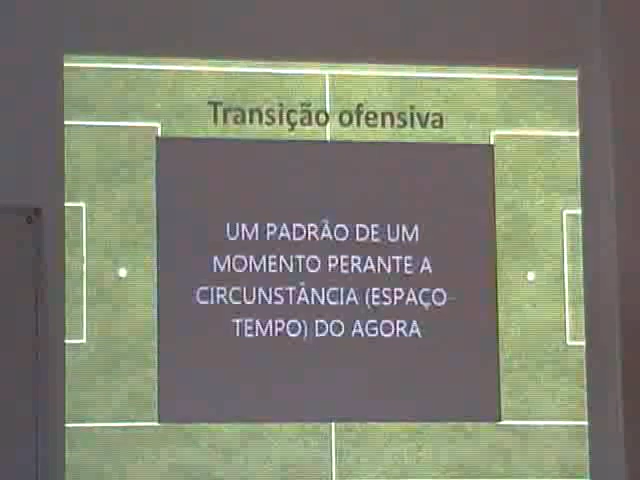 Transição ofensiva
UM PADRÃO DE UM
MOMENTO PERANTE A
CIRCUNSTÂNCIA (ESPAÇO
TEMPO) DO AGORA